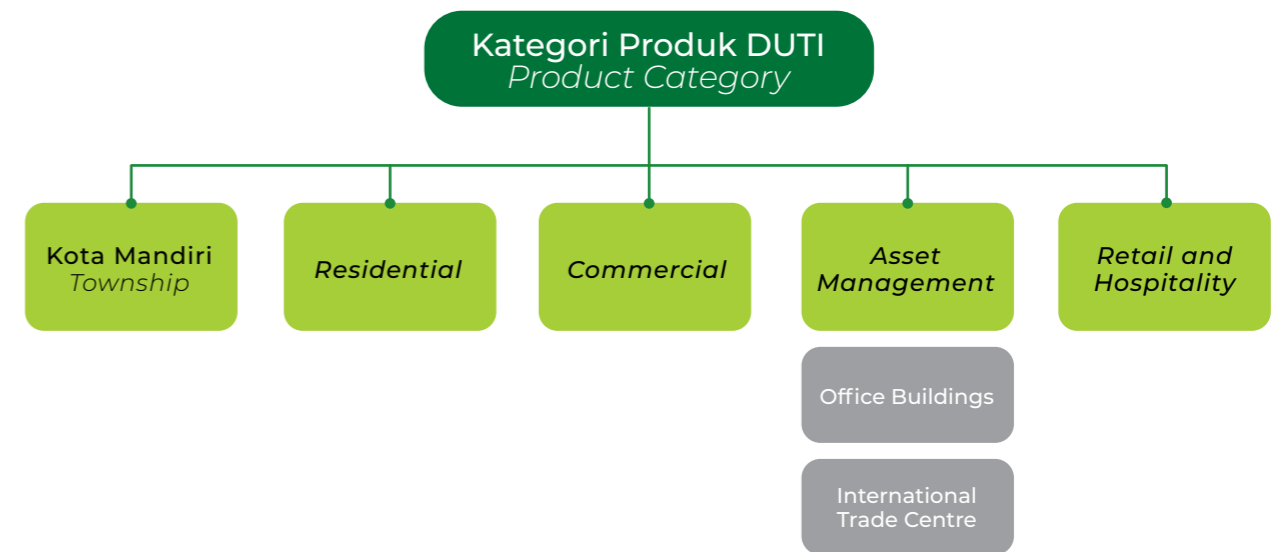 Kategori Produk DUTI
Product Category
Kota Mandiri
Township
Residential
Commercial
Asset
Management
Retail and
Hospitality
Office Buildings
International
Trade Centre